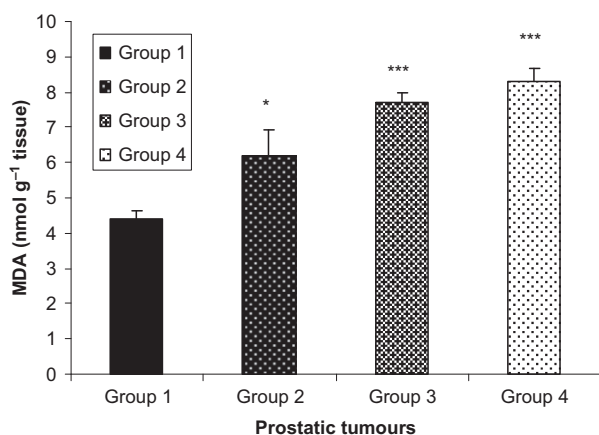 10
9
8
7
6
5
4
3
2
1
0
MDA (nmol g⁻¹ tissue)
Group 1
Group 2
Group 3
Group 4
*
***
***
Group 1 Group 2 Group 3 Group 4
Prostatic tumours